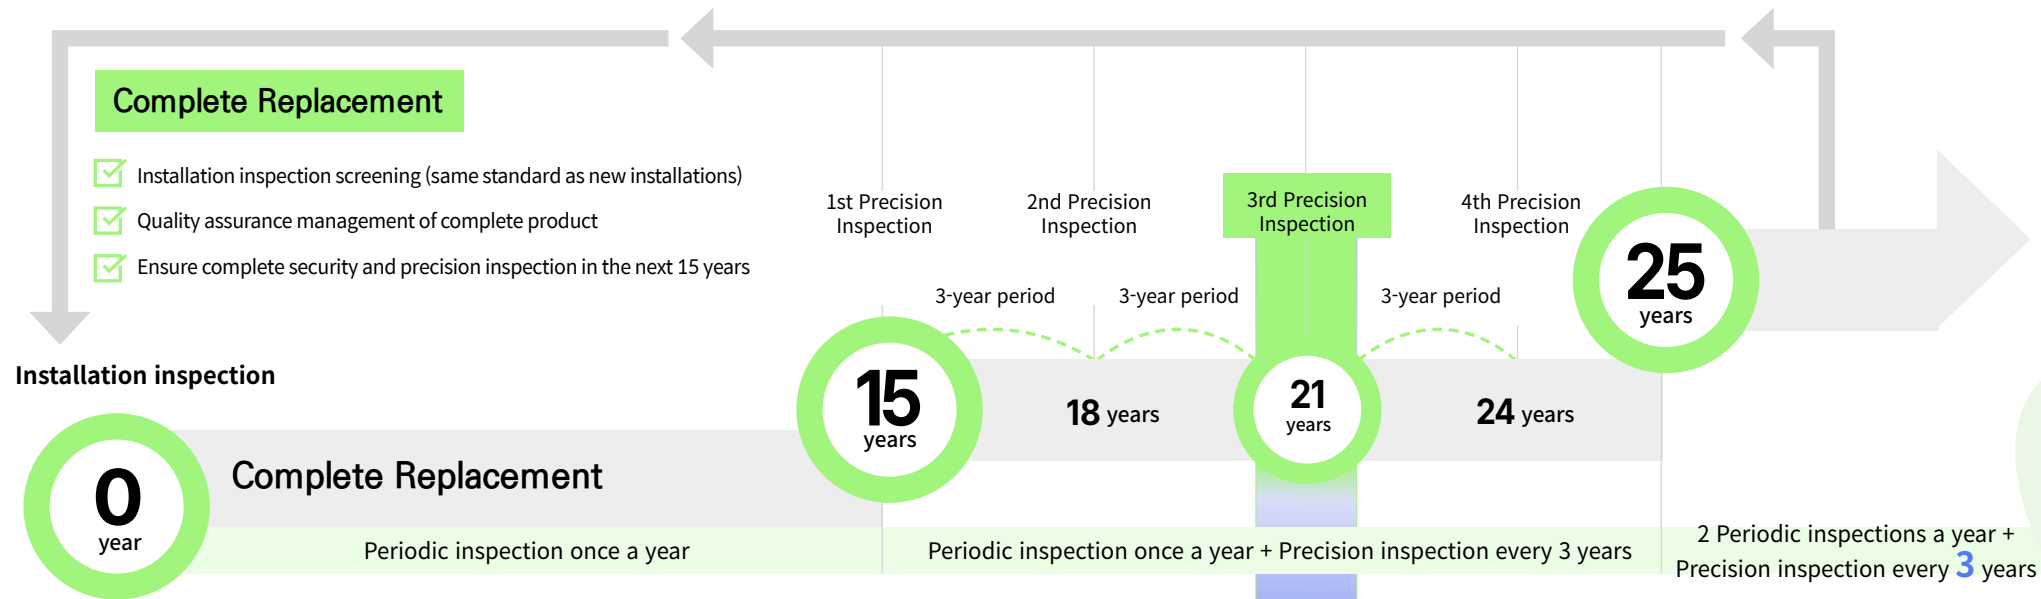 Complete Replacement
Installation inspection screening (same standard as new installations)
Quality assurance management of complete product
Ensure complete security and precision inspection in the next 15 years
1st Precision
Inspection
2nd Precision
Inspection
3rd Precision
Inspection
4th Precision
Inspection
3-year period
3-year period
3-year period
Installation inspection
0
year
Complete Replacement
15
years
18 years
21
years
24 years
25
years
Periodic inspection once a year
Periodic inspection once a year + Precision inspection every 3 years
2 Periodic inspections a year +
Precision inspection every 3 years